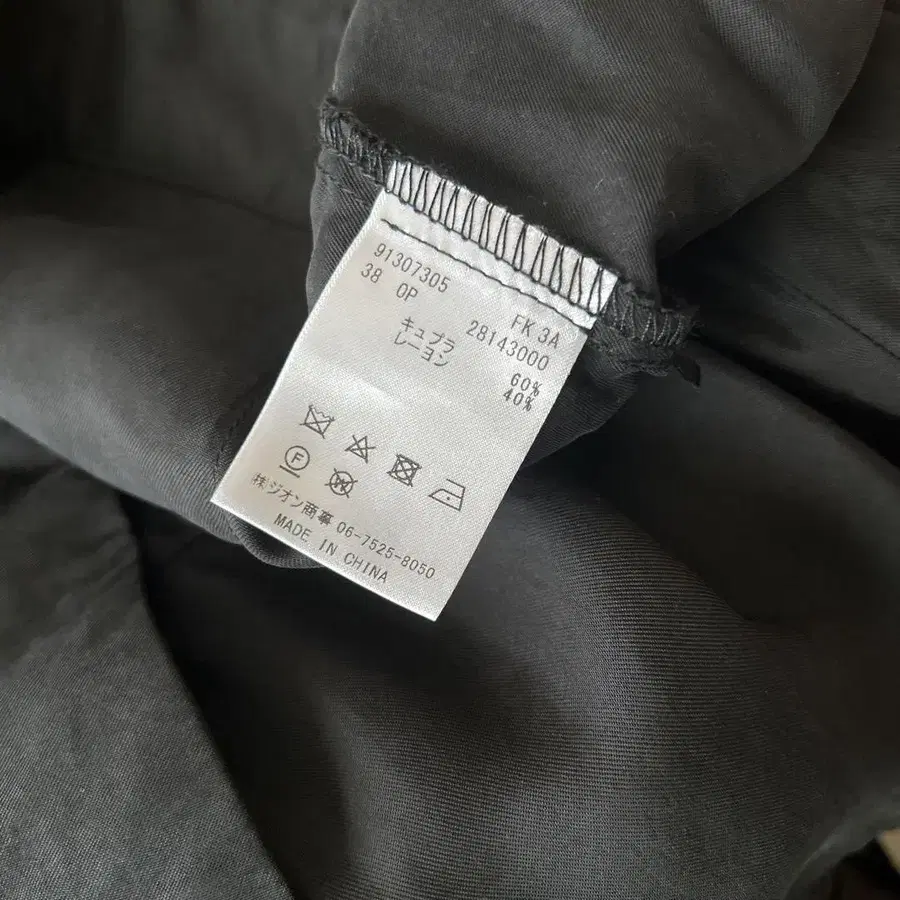 91307305
38 OP
FK 3A
28143000
キュプラ 60%
レーヨン 40%
F
W
㈱ジオン商事 06-7525-8050
MADE IN CHINA